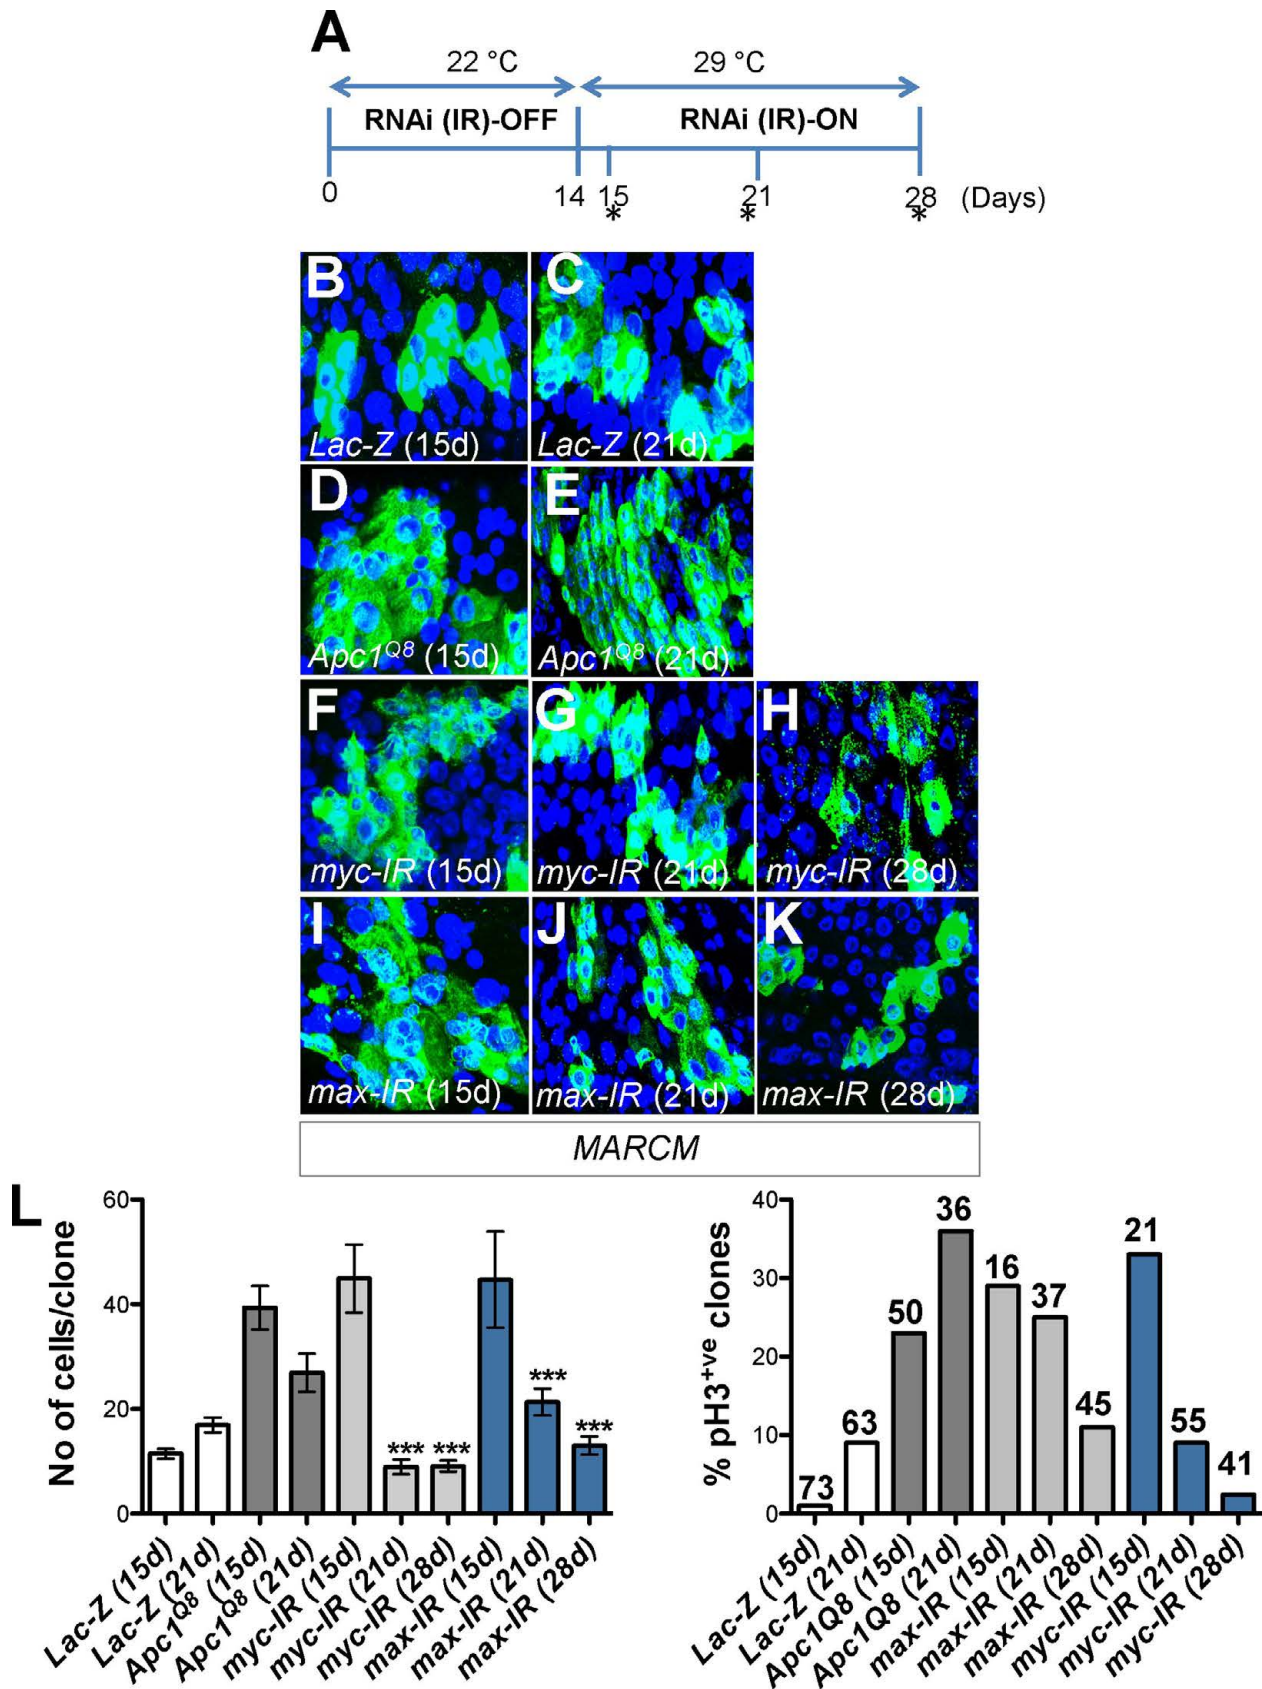 A
22 °C
29 °C
RNAi (IR)-OFF
RNAi (IR)-ON
0
14
15
21
28
(Days)
*
*
*
B
Lac-Z (15d)
C
Lac-Z (21d)
D
Apc1Q8 (15d)
E
Apc1Q8 (21d)
F
myc-IR (15d)
G
myc-IR (21d)
H
myc-IR (28d)
I
max-IR (15d)
J
max-IR (21d)
K
max-IR (28d)
MARCM
L
No of cells/clone
60
40
20
0
***
***
***
***
Lac-Z (15d)
Lac-Z (21d)
Apc1Q8 (15d)
Apc1Q8 (21d)
myc-IR (15d)
myc-IR (21d)
myc-IR (28d)
max-IR (15d)
max-IR (21d)
max-IR (28d)
% pH3+ve clones
40
30
20
10
0
73
63
50
36
16
37
45
21
55
41
Lac-Z (15d)
Lac-Z (21d)
Apc1Q8 (15d)
Apc1Q8 (21d)
max-IR (15d)
max-IR (21d)
max-IR (28d)
myc-IR (15d)
myc-IR (21d)
myc-IR (28d)